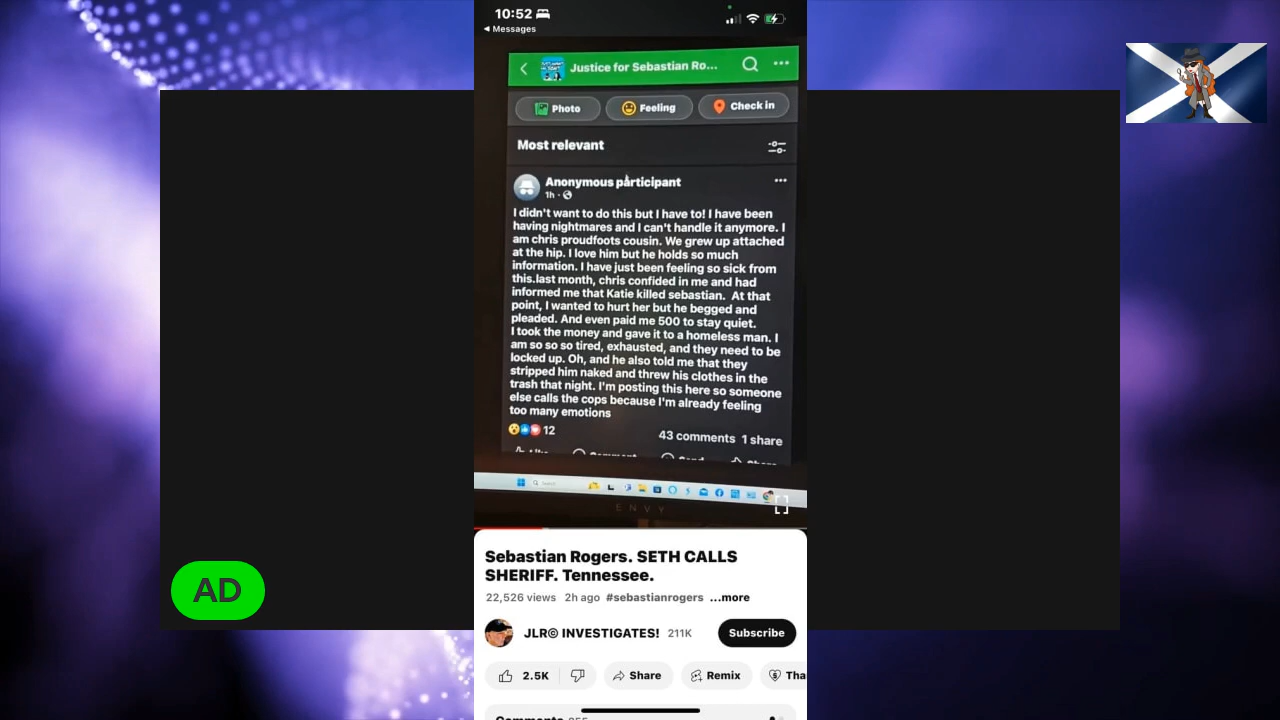 10:52
◀ Messages
Justice for Sebastian Ro...
Photo
Feeling
Check in
Most relevant
Anonymous participant
1h ·
I didn't want to do this but I have to! I have been
having nightmares and I can't handle it anymore. I
am chris proudfoots cousin. We grew up attached
at the hip. I love him but he holds so much
information. I have just been feeling so sick from
this.last month, chris confided in me and had
informed me that Katie killed sebastian. At that
point, I wanted to hurt her but he begged and
pleaded. And even paid me 500 to stay quiet.
I took the money and gave it to a homeless man. I
am so so so tired, exhausted, and they need to be
locked up. Oh, and he also told me that they
stripped him naked and threw his clothes in the
trash that night. I'm posting this here so someone
else calls the cops because I'm already feeling
too many emotions
12
43 comments 1 share
Like
Comment
Send
Share
Search
ENVY
AD
Sebastian Rogers. SETH CALLS
SHERIFF. Tennessee.
22,526 views 2h ago #sebastianrogers ...more
JLR© INVESTIGATES! 211K
Subscribe
2.5K
Share
Remix
Tha
Comments